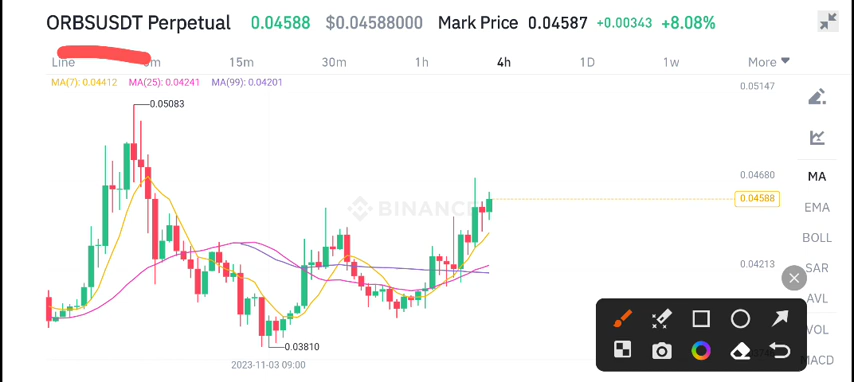 ORBSUSDT Perpetual 0.04588 $0.04588000 Mark Price 0.04587 +0.00343 +8.08%
Line 15m 30m 1h 4h 1D 1w More
MA(7): 0.04412 MA(25): 0.04241 MA(99): 0.04201
0.05147
0.05083
0.04680
MA
0.04588
BINANCE
EMA
BOLL
0.04213
SAR
AVL
VOL
0.03810
MACD
2023-11-03 09:00